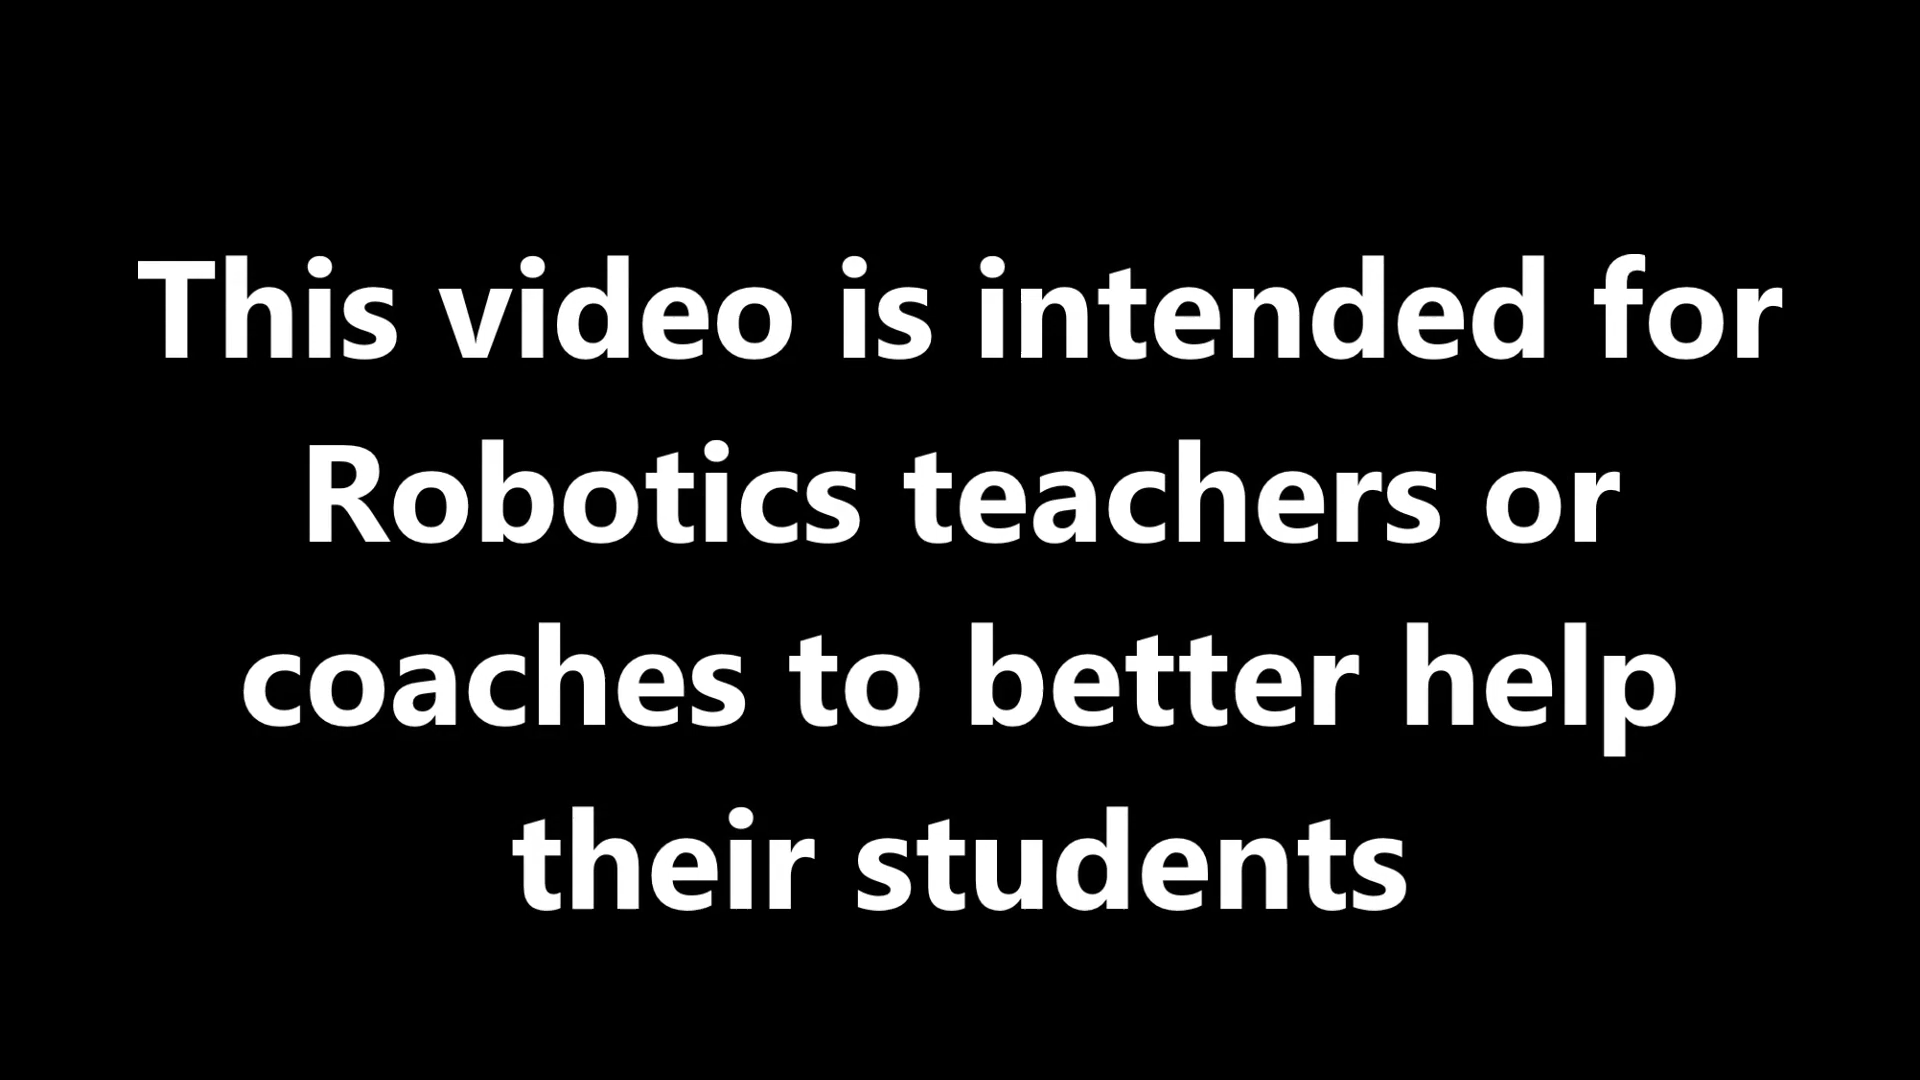 This video is intended for
Robotics teachers or
coaches to better help
their students